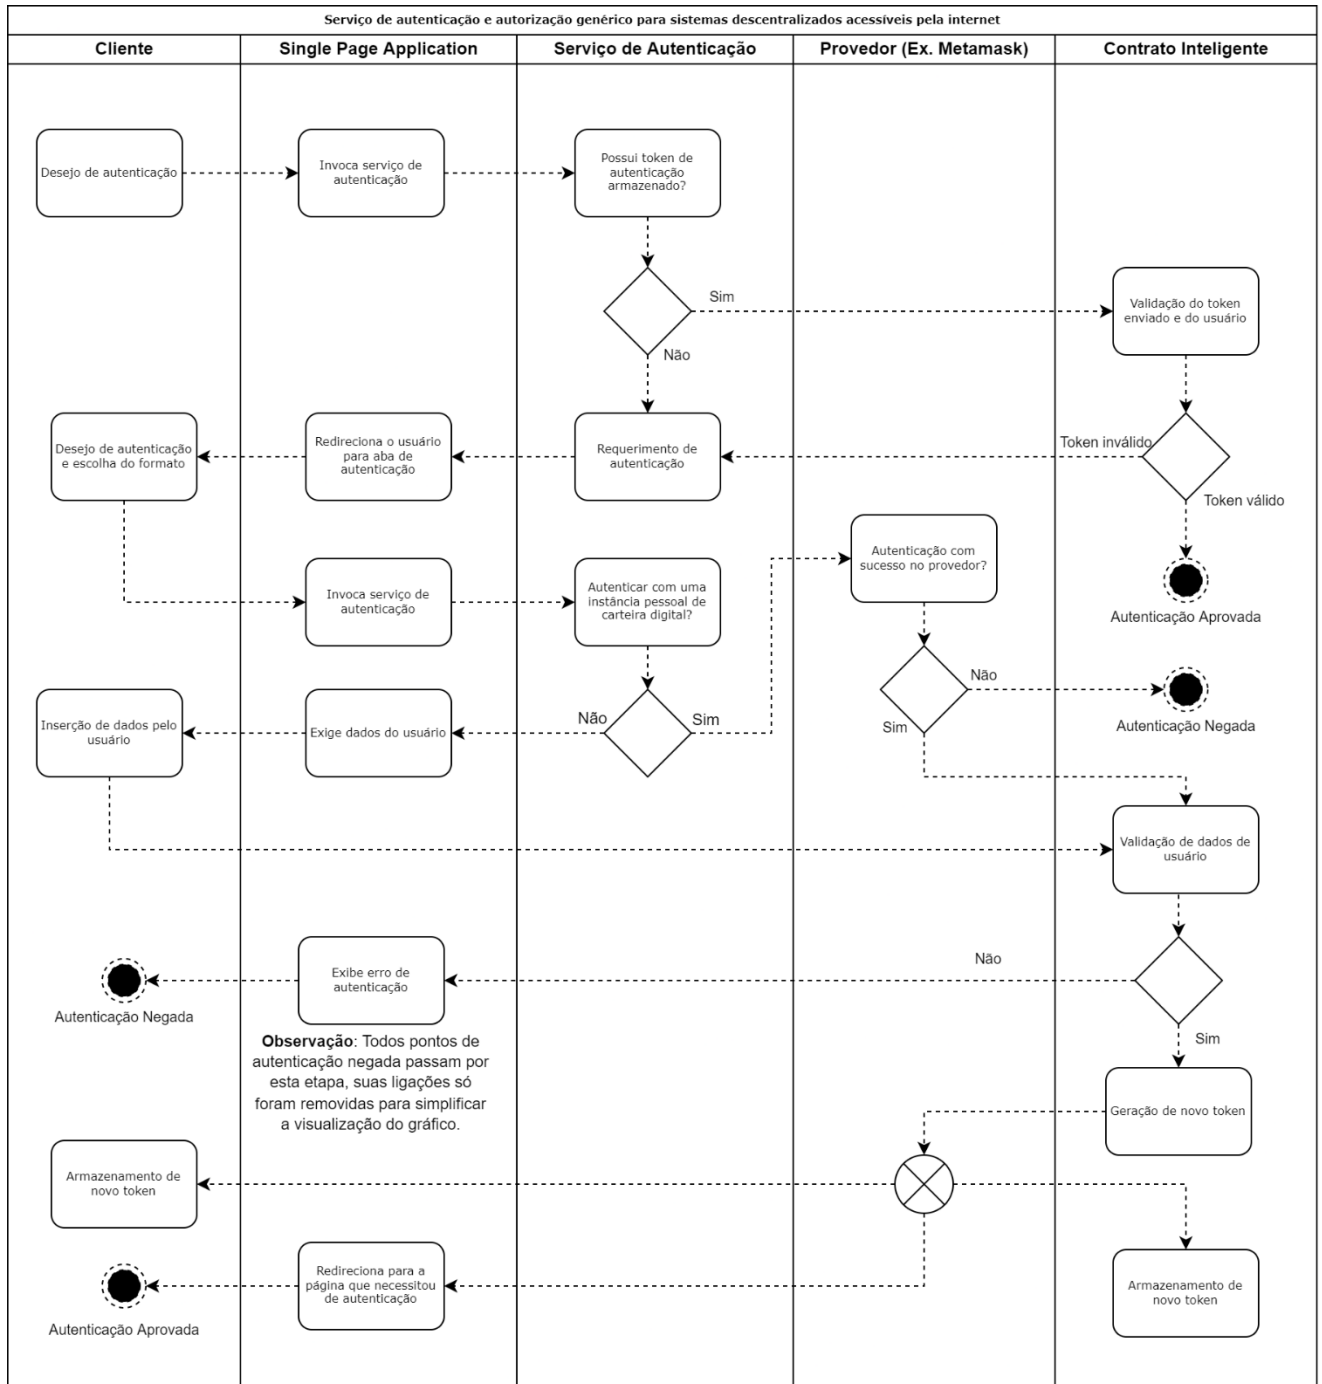 Serviço de autenticação e autorização genérico para sistemas descentralizados acessíveis pela internet
Cliente
Single Page Application
Serviço de Autenticação
Provedor (Ex. Metamask)
Contrato Inteligente
Desejo de autenticação
Invoca serviço de
autenticação
Possui token de
autenticação
armazenado?
Sim
Validação do token
enviado e do usuário
Não
Desejo de autenticação
e escolha do formato
Redireciona o usuário
para aba de
autenticação
Requerimento de
autenticação
Token inválido
Token válido
Autenticação com
sucesso no provedor?
Invoca serviço de
autenticação
Autenticar com uma
instância pessoal de
carteira digital?
Autenticação Aprovada
Não
Autenticação Negada
Inserção de dados pelo
usuário
Exige dados do usuário
Não
Sim
Sim
Validação de dados de
usuário
Não
Exibe erro de
autenticação
Autenticação Negada
Sim
Observação: Todos pontos de
autenticação negada passam por
esta etapa, suas ligações só
foram removidas para simplificar
a visualização do gráfico.
Geração de novo token
Armazenamento de
novo token
Redireciona para a
página que necessitou
de autenticação
Armazenamento de
novo token
Autenticação Aprovada